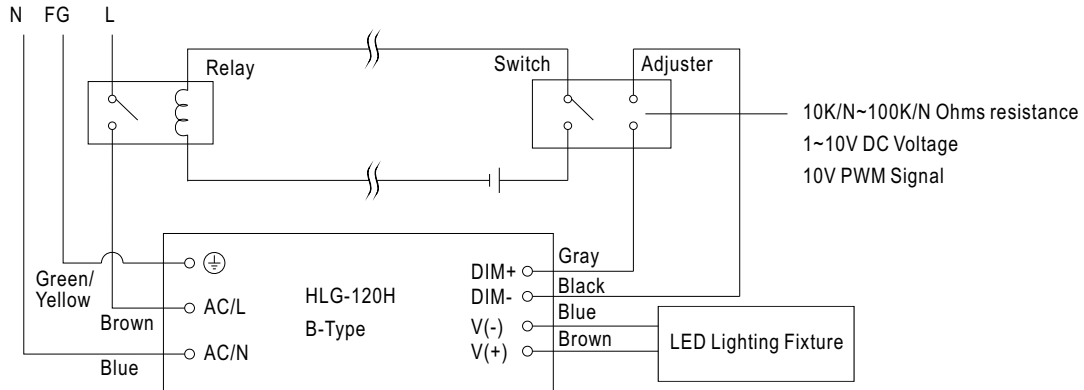 N FG L
Relay
Switch
Adjuster
10K/N~100K/N Ohms resistance
1~10V DC Voltage
10V PWM Signal
Green/
Yellow
Brown
Blue
AC/L
AC/N
HLG-120H
B-Type
DIM+
DIM-
V(-)
V(+)
Gray
Black
Blue
Brown
LED Lighting Fixture